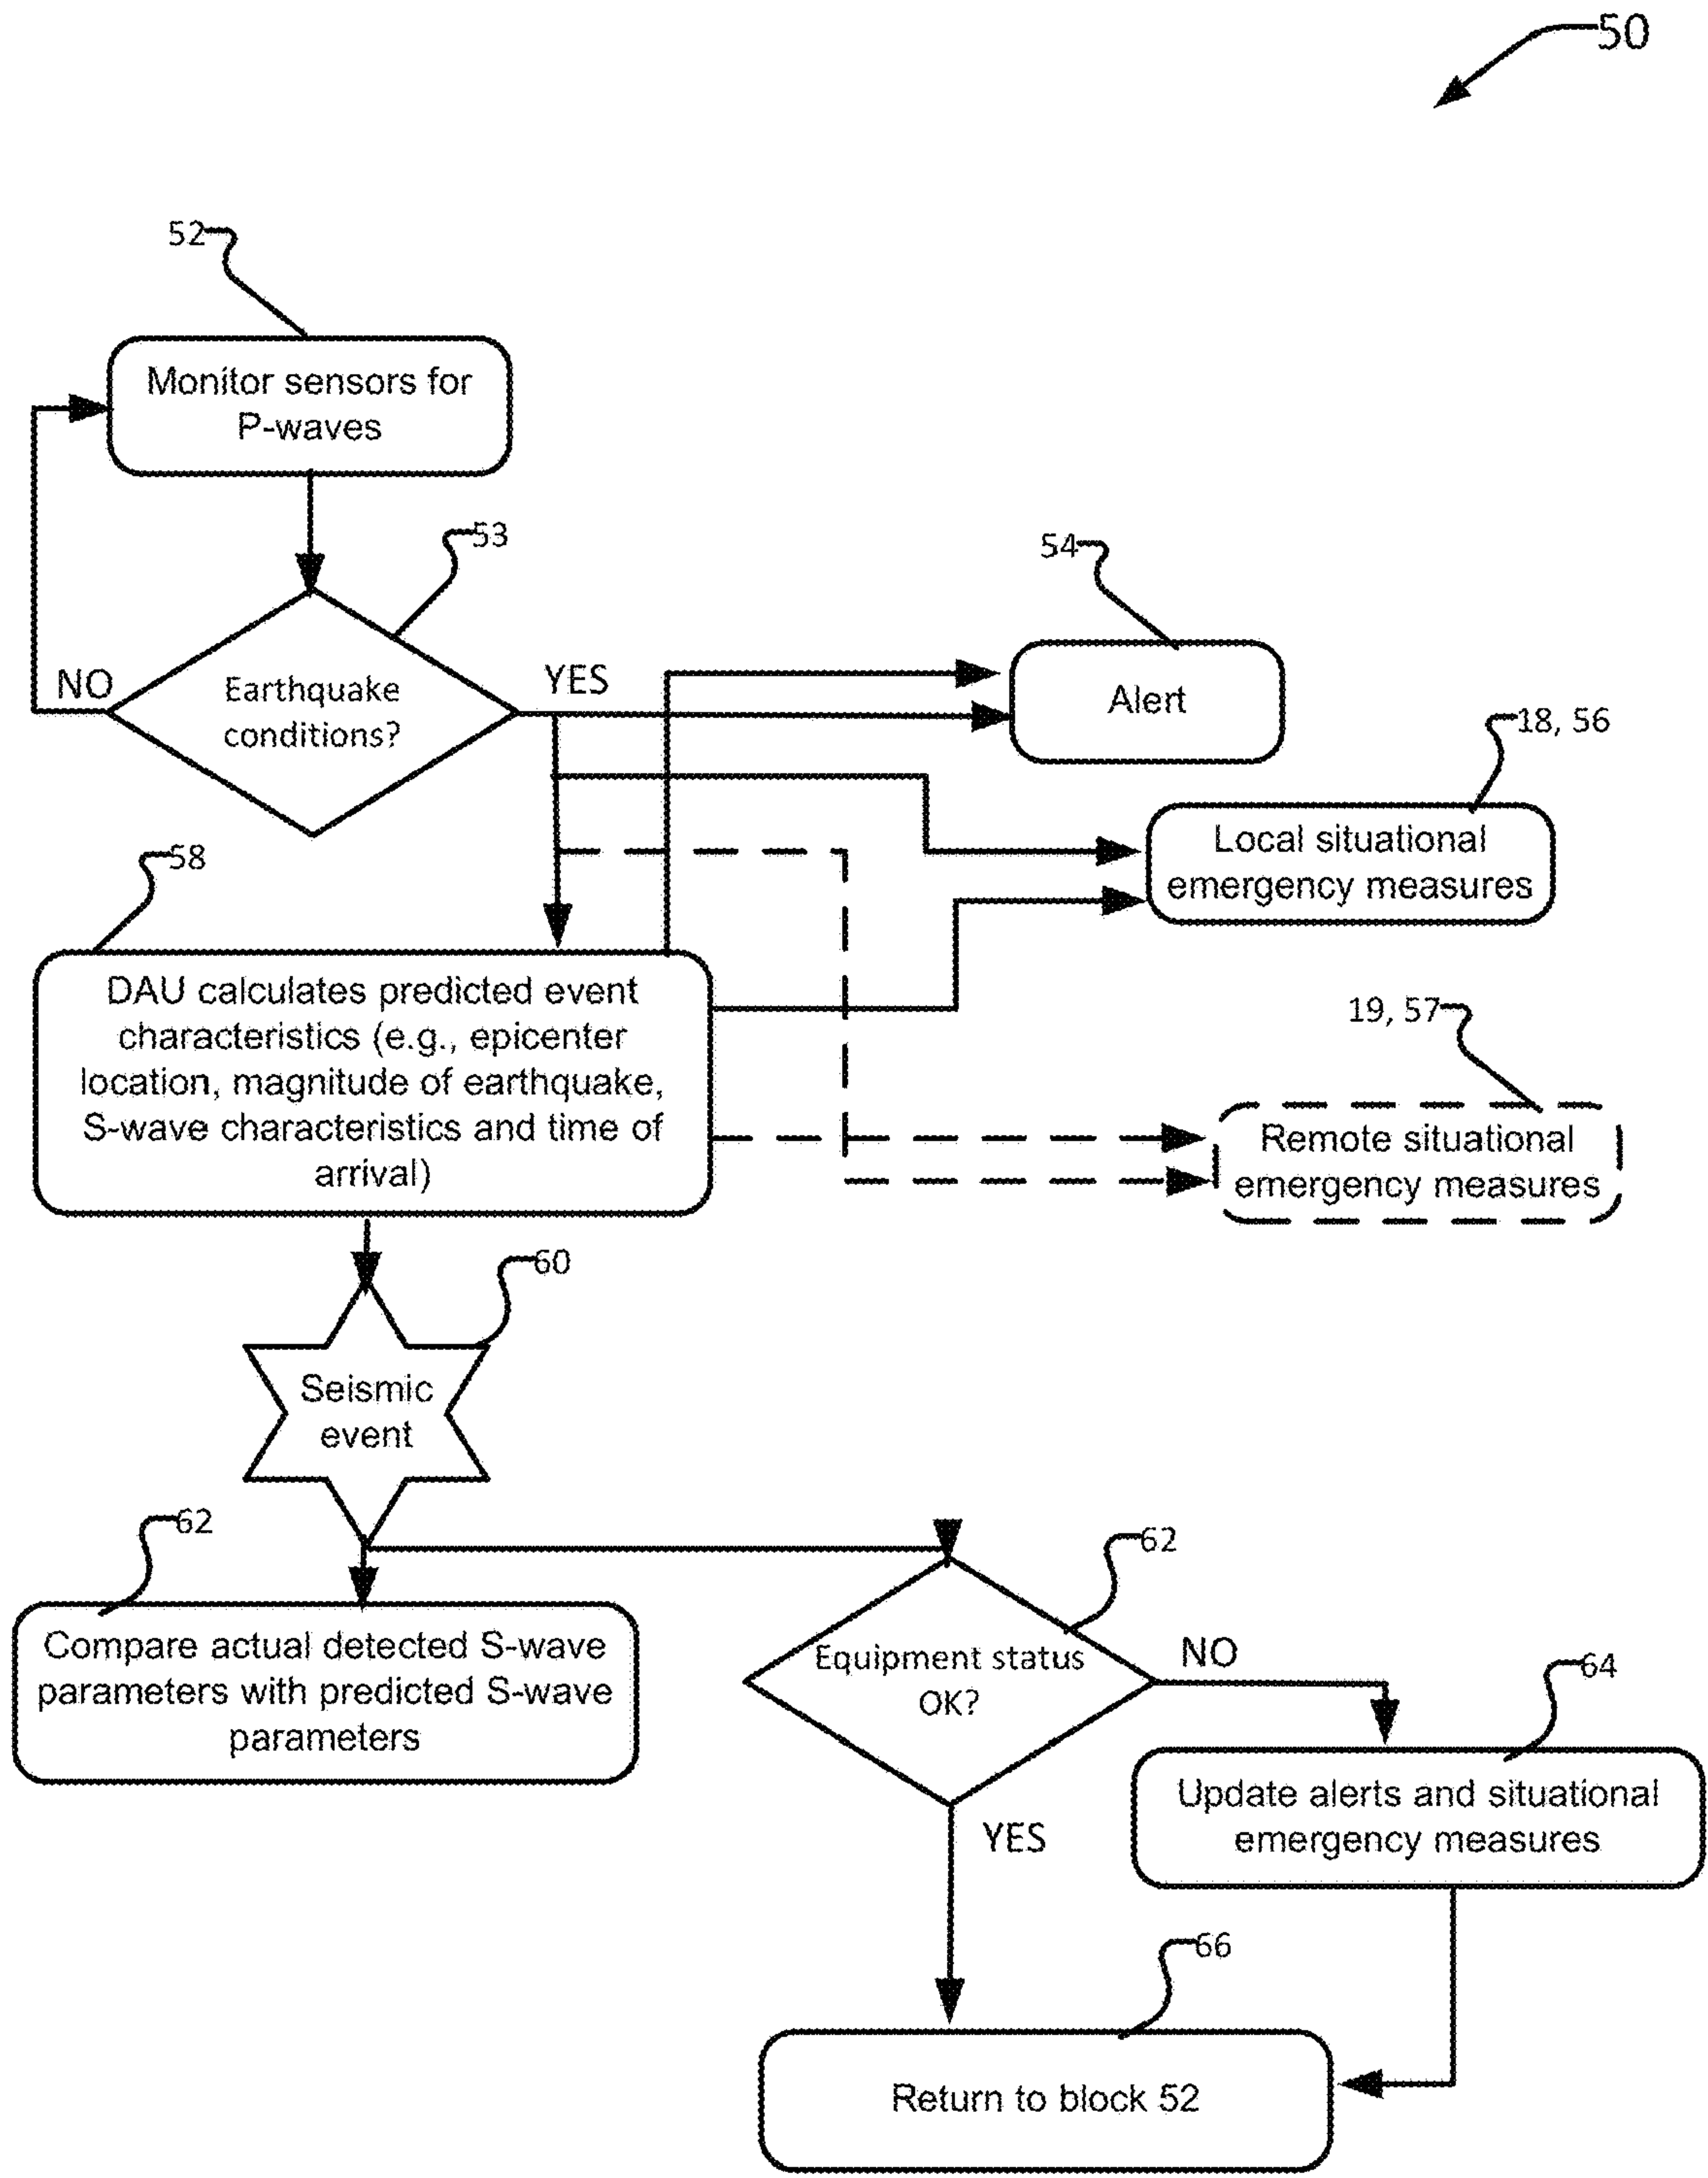 50
52
Monitor sensors for
P-waves
53
54
NO
Earthquake
conditions?
YES
Alert
18, 56
Local situational
emergency measures
58
DAU calculates predicted event
characteristics (e.g., epicenter
location, magnitude of earthquake,
S-wave characteristics and time of
arrival)
19, 57
Remote situational
emergency measures
60
Seismic
event
62
Compare actual detected S-wave
parameters with predicted S-wave
parameters
62
Equipment status
OK?
NO
YES
64
Update alerts and situational
emergency measures
66
Return to block 52